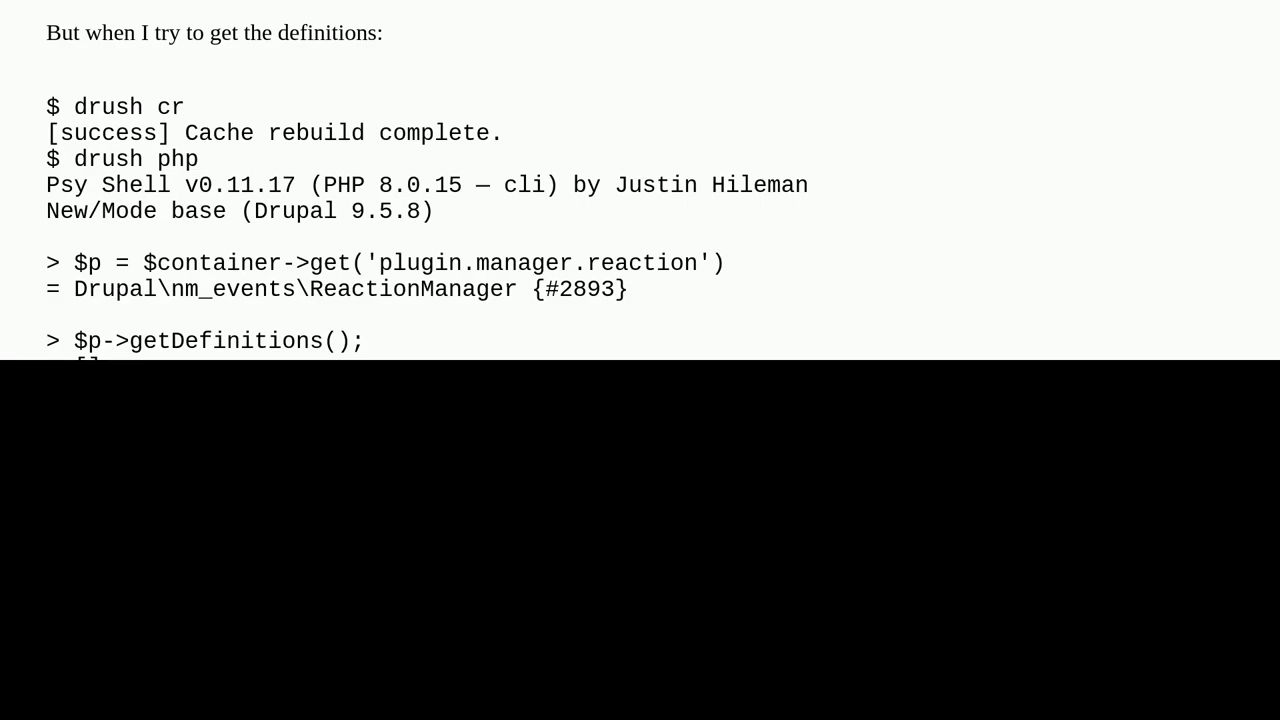 But when I try to get the definitions:
$ drush cr
[success] Cache rebuild complete.
$ drush php
Psy Shell v0.11.17 (PHP 8.0.15 — cli) by Justin Hileman
New/Mode base (Drupal 9.5.8)
> $p = $container->get('plugin.manager.reaction')
= Drupal\nm_events\ReactionManager {#2893}
> $p->getDefinitions();